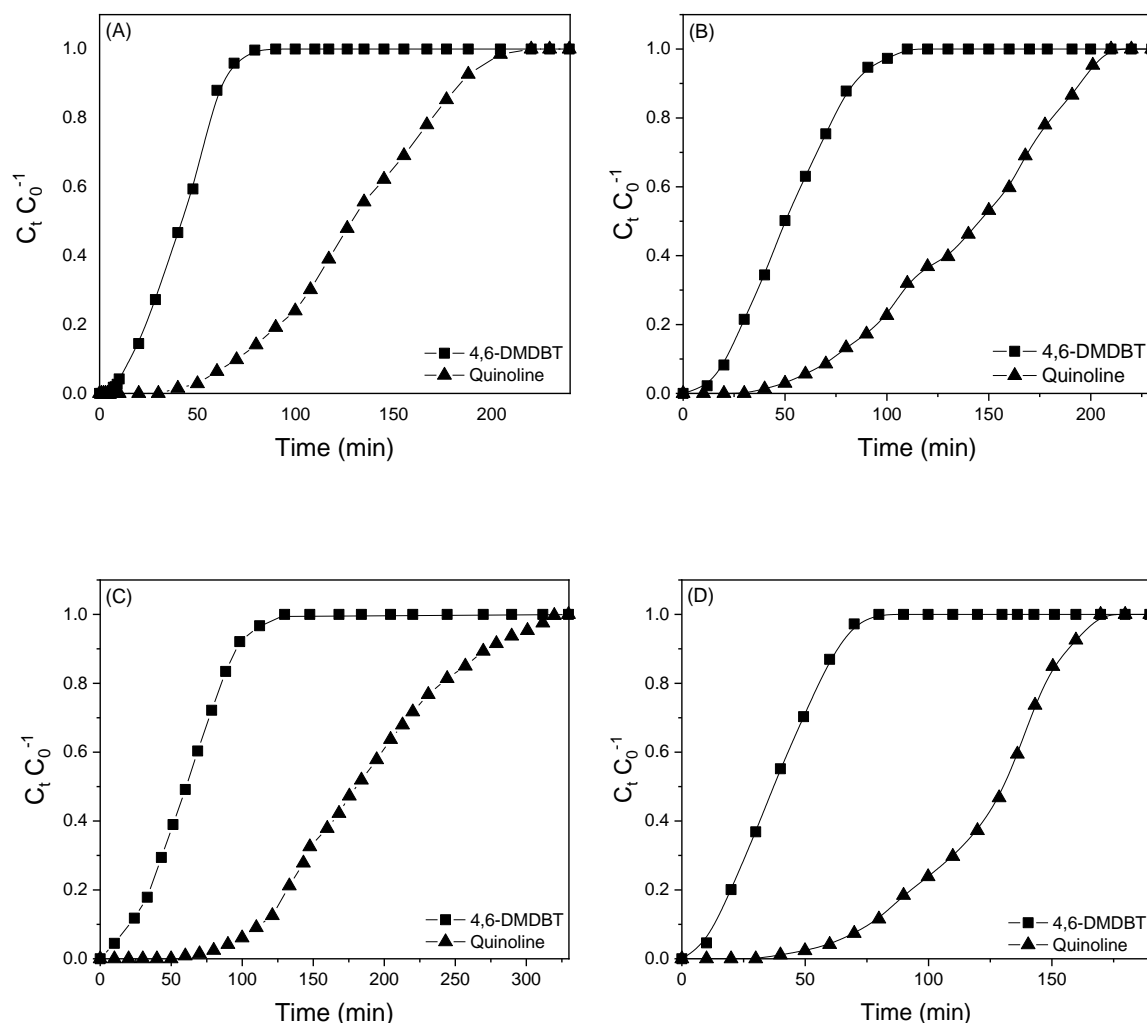 (A)
1.0
0.8
0.6
0.4
0.2
0.0
C_t C_0^-1
4,6-DMDBT
Quinoline
0 50 100 150 200
Time (min)
(B)
1.0
0.8
0.6
0.4
0.2
0.0
C_t C_0^-1
4,6-DMDBT
Quinoline
0 50 100 150 200
Time (min)
(C)
1.0
0.8
0.6
0.4
0.2
0.0
C_t C_0^-1
4,6-DMDBT
Quinoline
0 50 100 150 200 250 300
Time (min)
(D)
1.0
0.8
0.6
0.4
0.2
0.0
C_t C_0^-1
4,6-DMDBT
Quinoline
0 50 100 150
Time (min)